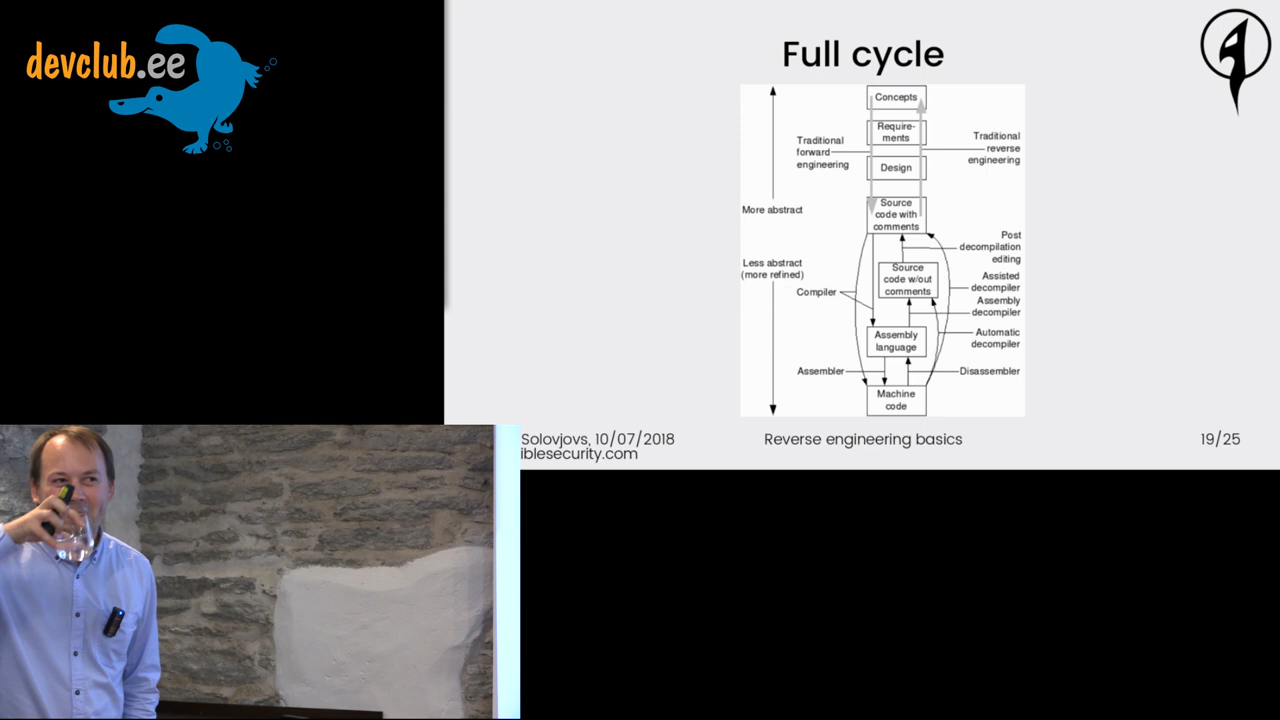 devclub.ee
Full cycle
Concepts
Require-
ments
Design
Source
code with
comments
Source
code w/out
comments
Assembly
language
Machine
code
Traditional
forward
engineering
More abstract
Less abstract
(more refined)
Compiler
Assembler
Traditional
reverse
engineering
Post
decompilation
editing
Assisted
decompiler
Assembly
decompiler
Automatic
decompiler
Disassembler
Solovjovs, 10/07/2018
iblesecurity.com
Reverse engineering basics
19/25